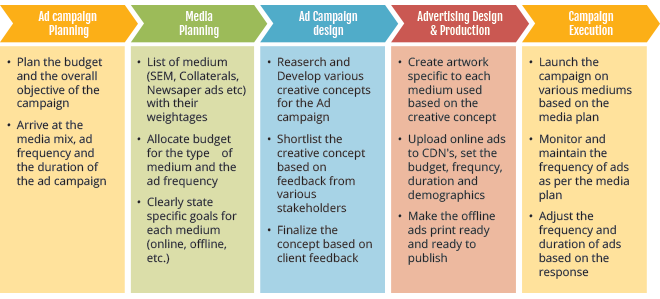 Ad campaign
Planning
Media
Planning
Ad Campaign
design
Advertising Design
& Production
Campaign
Execution
• Plan the budget
and the overall
objective of the
campaign
• Arrive at the
media mix, ad
frequency and
the duration of
the ad campaign
• List of medium
(SEM, Collaterals,
Newsaper ads etc)
with their
weightages
• Allocate budget
for the type of
medium and the
ad frequency
• Clearly state
specific goals for
each medium
(online, offline,
etc.)
• Reaserch and
Develop various
creative concepts
for the Ad
campaign
• Shortlist the
creative concept
based on
feedback from
various
stakeholders
• Finalize the
concept based on
client feedback
• Create artwork
specific to each
medium used
based on the
creative concept
• Upload online ads
to CDN's, set the
budget, frequncy,
duration and
demographics
• Make the offline
ads print ready
and ready to
publish
• Launch the
campaign on
various mediums
based on the
media plan
• Monitor and
maintain the
frequency of ads
as per the media
plan
• Adjust the
frequency and
duration of ads
based on the
response